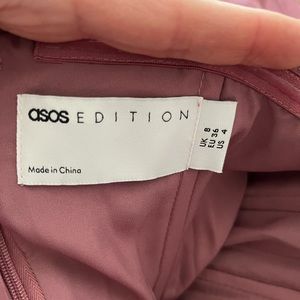 asos EDITION
Made in China
UK 8
EU 36
US 4